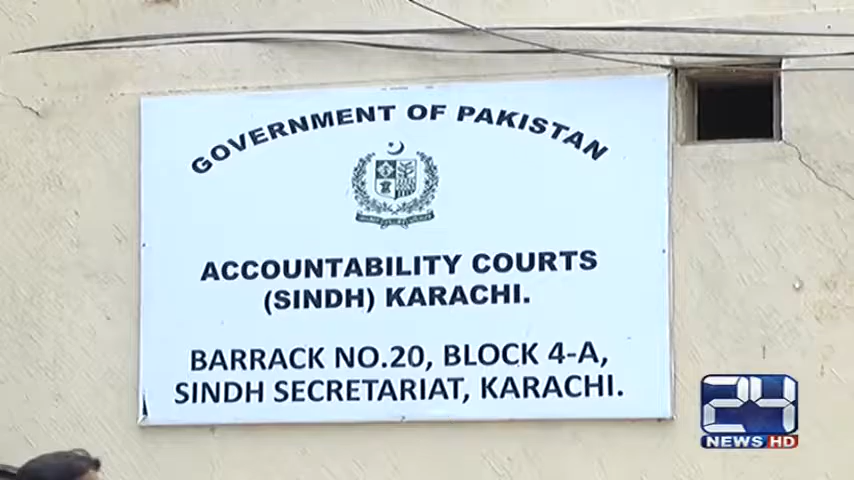 GOVERNMENT OF PAKISTAN
ACCOUNTABILITY COURTS
(SINDH) KARACHI.
BARRACK NO.20, BLOCK 4-A,
SINDH SECRETARIAT, KARACHI.
24
NEWS HD